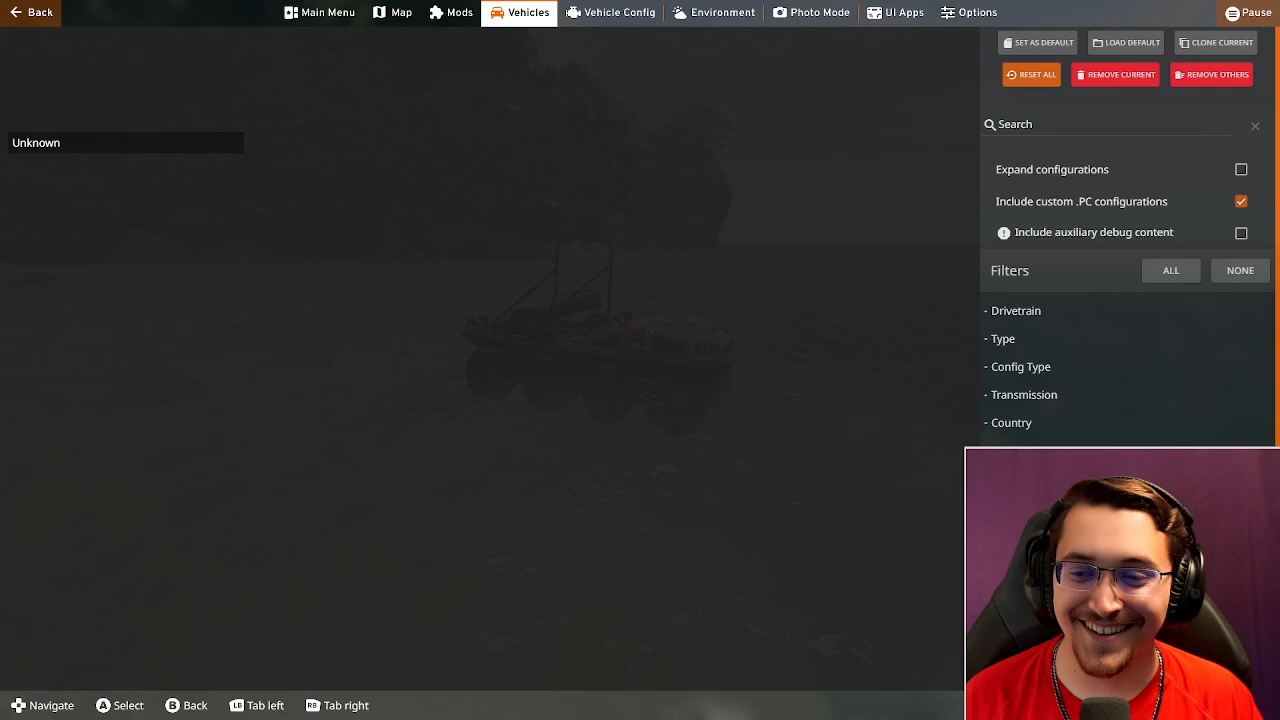 Back
Main Menu
Map
Mods
Vehicles
Vehicle Config
Environment
Photo Mode
UI Apps
Options
Pause
SET AS DEFAULT
LOAD DEFAULT
CLONE CURRENT
RESET ALL
REMOVE CURRENT
REMOVE OTHERS
Search
Unknown
Expand configurations
Include custom .PC configurations
Include auxiliary debug content
Filters
ALL
NONE
- Drivetrain
- Type
- Config Type
- Transmission
- Country
Navigate
A Select
B Back
LB Tab left
RB Tab right